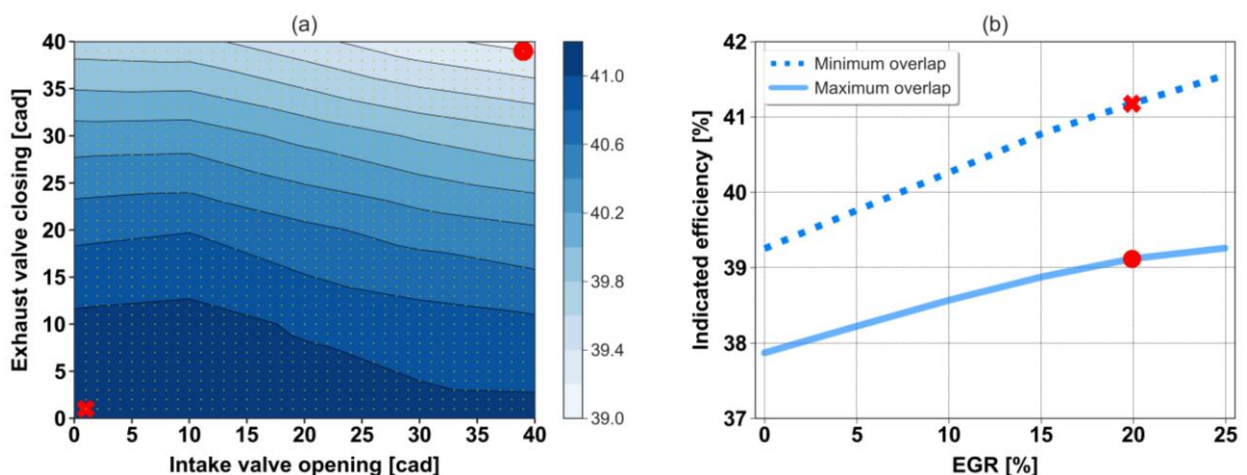 (a)
Exhaust valve closing [cad]
40
35
30
25
20
15
10
5
0
0 5 10 15 20 25 30 35 40
Intake valve opening [cad]
41.0
40.6
40.2
39.8
39.4
39.0
(b)
Indicated efficiency [%]
42
41
40
39
38
37
Minimum overlap
Maximum overlap
0 5 10 15 20 25
EGR [%]